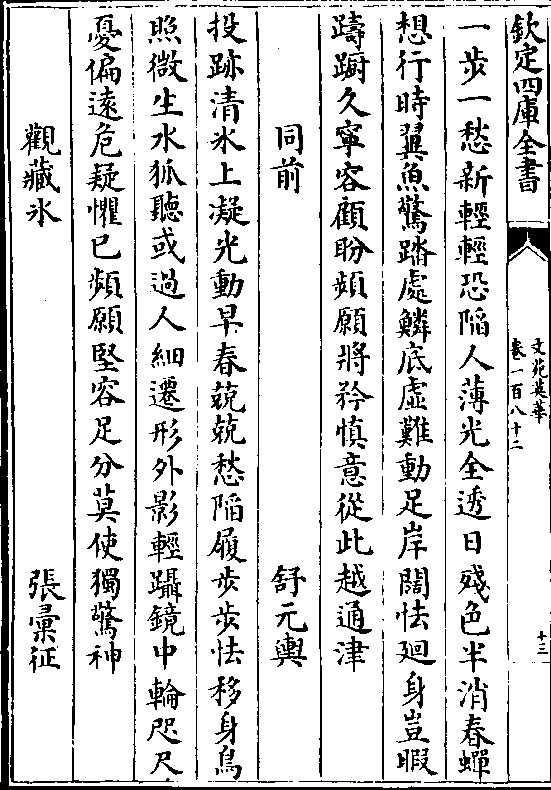 欽定四庫全書
文苑英華
卷一百八十二
十三
一步一愁新輕輕恐陷人薄光全透日殘色半消春蟬
想行時翼魚驚踏處鱗底虛難動足岸闊怯廻身豈暇
躊蹰久寧容顧盼頻願將矜慎意從此越通津
同前 舒元輿
投跡清氷上凝光動早春兢兢愁陷履步步怯移身鳥
照微生水狐聽或過人細遷形外影輕躡鏡中輪咫尺
憂偏遠危疑懼已頻願堅容足分莫使獨驚神
觀藏氷 張彚征